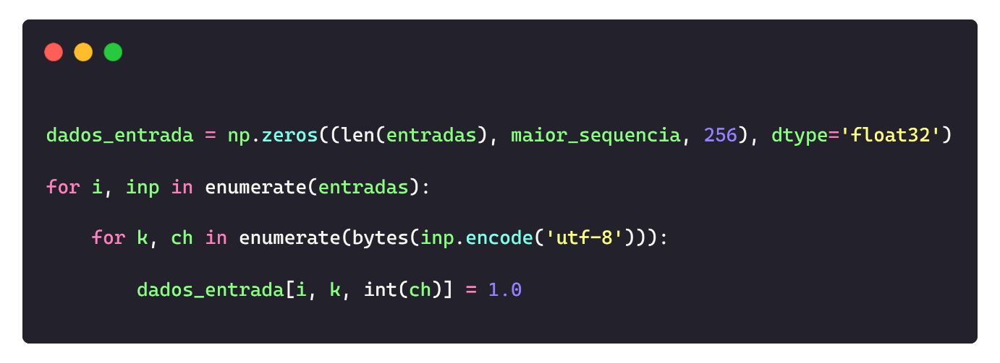 dados_entrada = np.zeros((len(entradas), maior_sequencia, 256), dtype='float32')
for i, inp in enumerate(entradas):
    for k, ch in enumerate(bytes(inp.encode('utf-8'))):
        dados_entrada[i, k, int(ch)] = 1.0